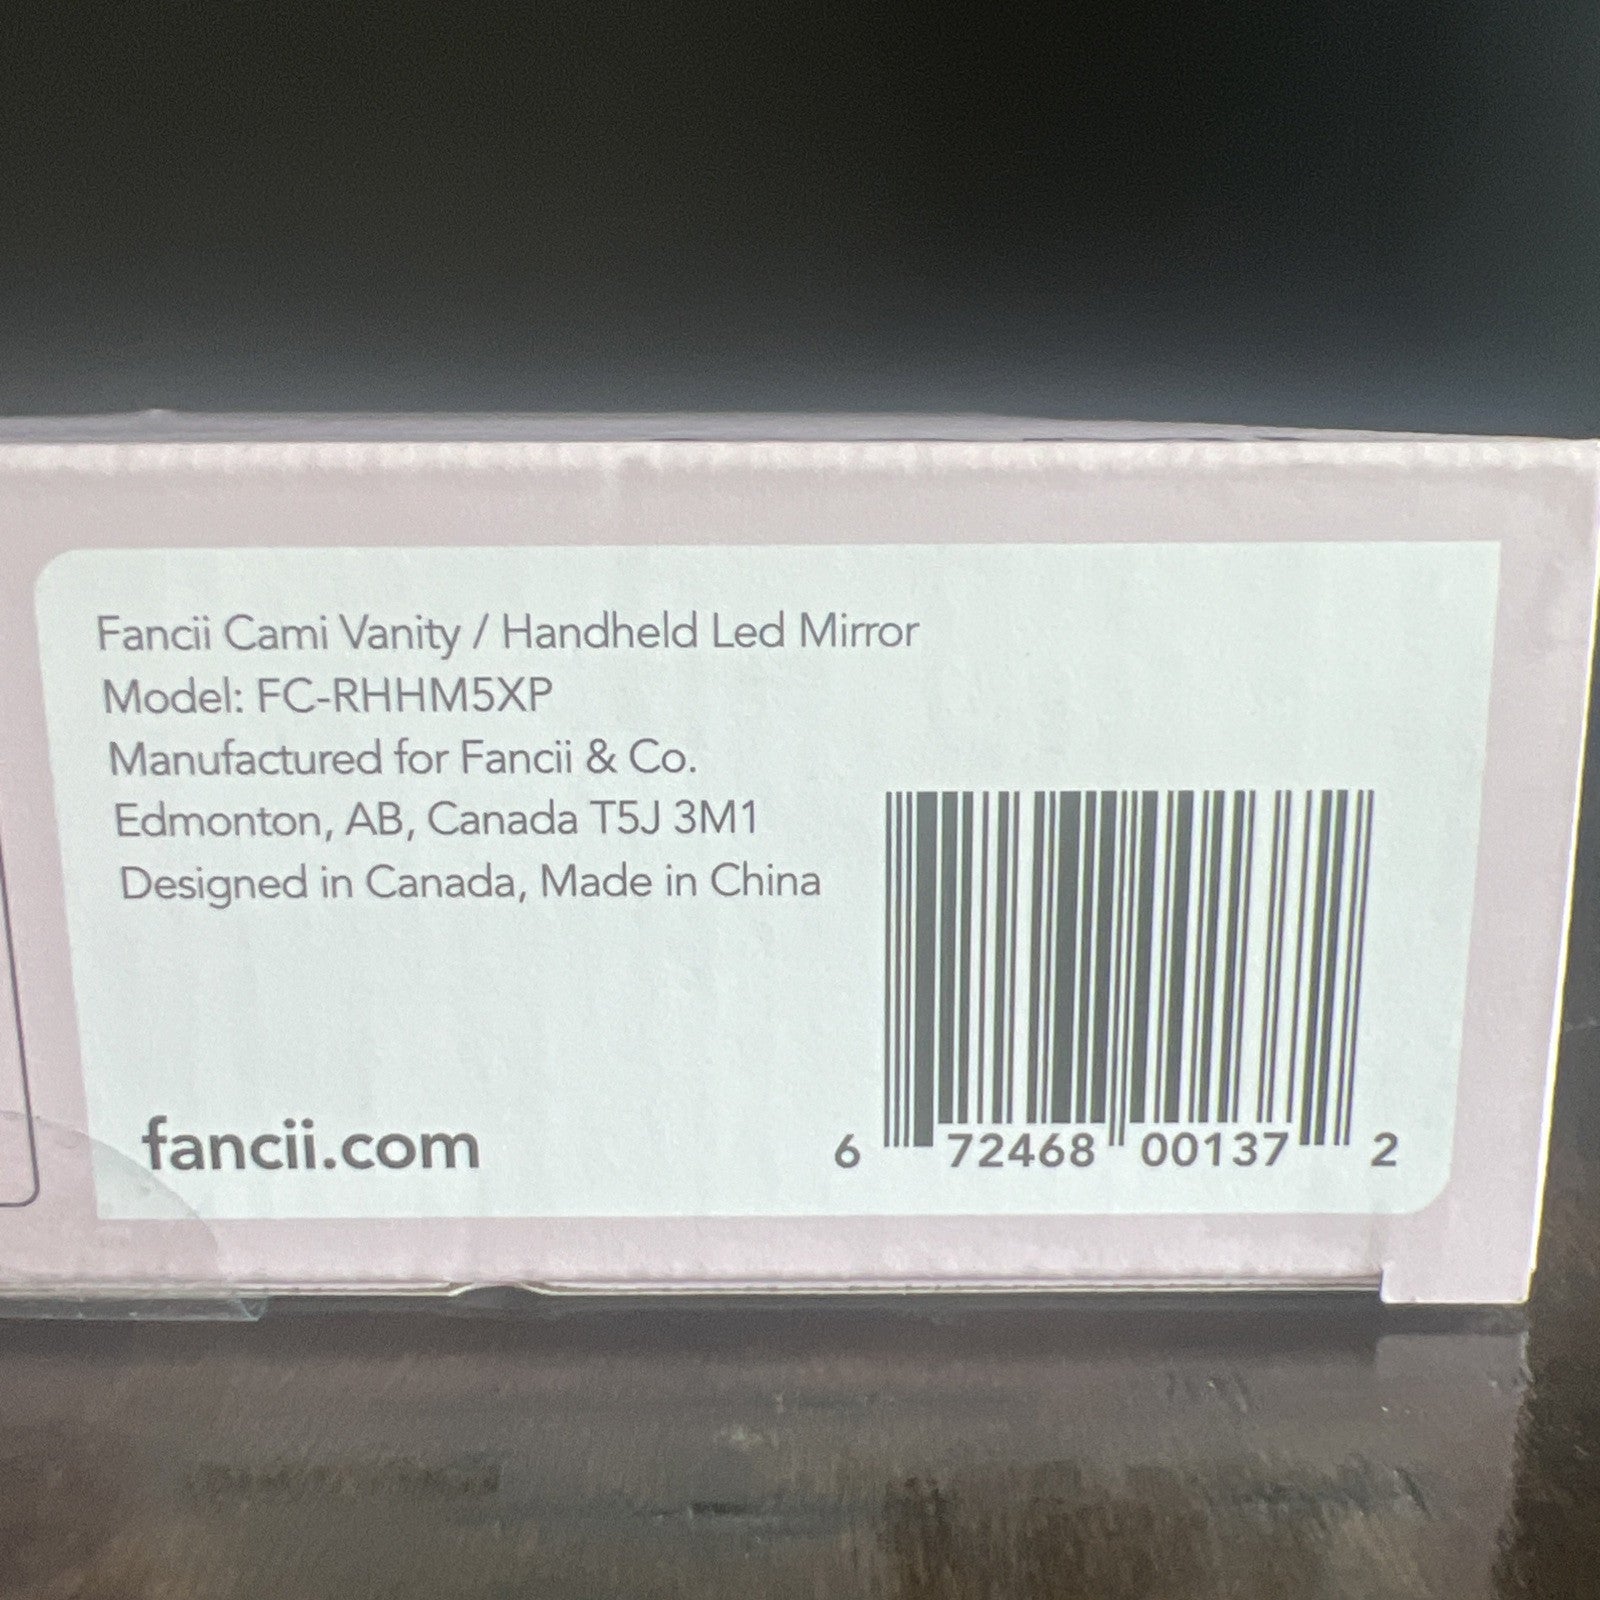 Fancii Cami Vanity / Handheld Led Mirror
Model: FC-RHHM5XP
Manufactured for Fancii & Co.
Edmonton, AB, Canada T5J 3M1
Designed in Canada, Made in China
fancii.com
6 72468 00137 2